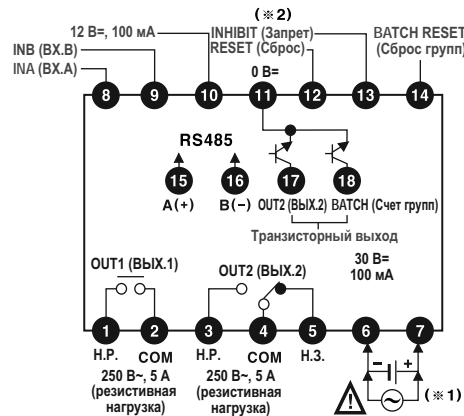 (※2)
12 В=, 100 мА
INHIBIT (Запрет)
BATCH RESET
INB (ВХ.В)
RESET (Сброс)
(Сброс групп)
INA (ВХ.А)
0 В=
8 9 10 11 12 13 14
RS485
15 16 17 18
A(+) B(−) OUT2 (ВЫХ.2) BATCH (Счет групп)
Транзисторный выход
30 В=
100 мА
OUT1 (ВЫХ.1) OUT2 (ВЫХ.2)
1 2 3 4 5 6 7
Н.Р. COM Н.Р. COM Н.З.
− +
250 В~, 5 А
(резистивная
нагрузка)
250 В~, 5 А
(резистивная
нагрузка)
(※1)